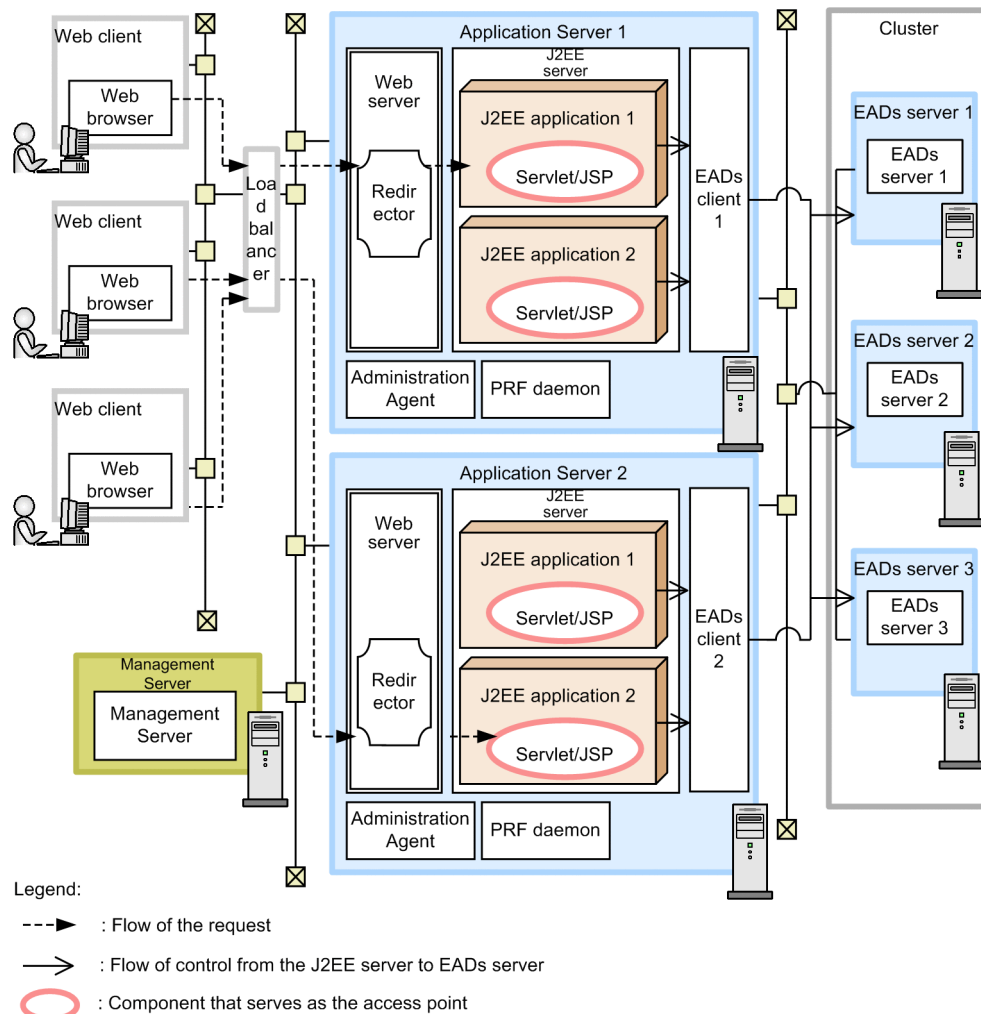 Web client
Web
browser
Web client
Web
browser
Web client
Web
browser
Loa
d
bal
anc
er
Management
Server
Management
Server
Application Server 1
Web
server
Redir
ector
J2EE
server
J2EE application 1
Servlet/JSP
J2EE application 2
Servlet/JSP
EADs
client
1
Administration
Agent
PRF daemon
Application Server 2
Web
server
Redir
ector
J2EE
server
J2EE application 1
Servlet/JSP
J2EE application 2
Servlet/JSP
EADs
client
2
Administration
Agent
PRF daemon
Cluster
EADs server 1
EADs
server 1
EADs server 2
EADs
server 2
EADs server 3
EADs
server 3
Legend:
: Flow of the request
: Flow of control from the J2EE server to EADs server
: Component that serves as the access point